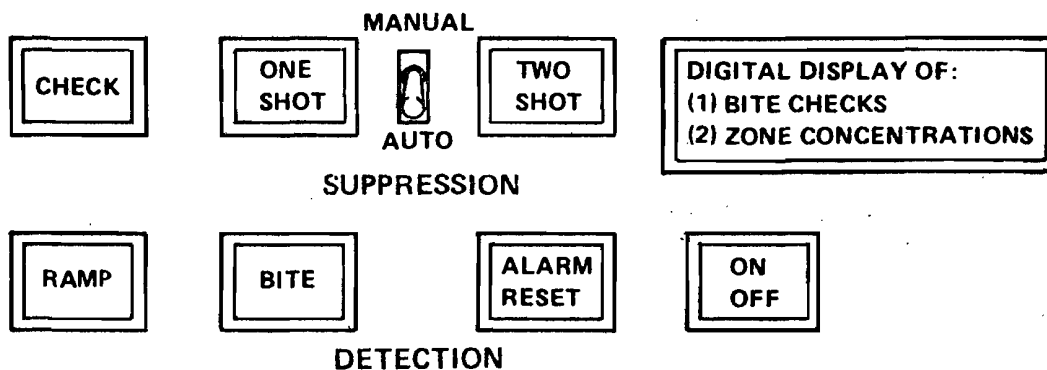 MANUAL
CHECK
ONE
SHOT
TWO
SHOT
AUTO
SUPPRESSION
DIGITAL DISPLAY OF:
(1) BITE CHECKS
(2) ZONE CONCENTRATIONS
RAMP
BITE
ALARM
RESET
ON
OFF
DETECTION